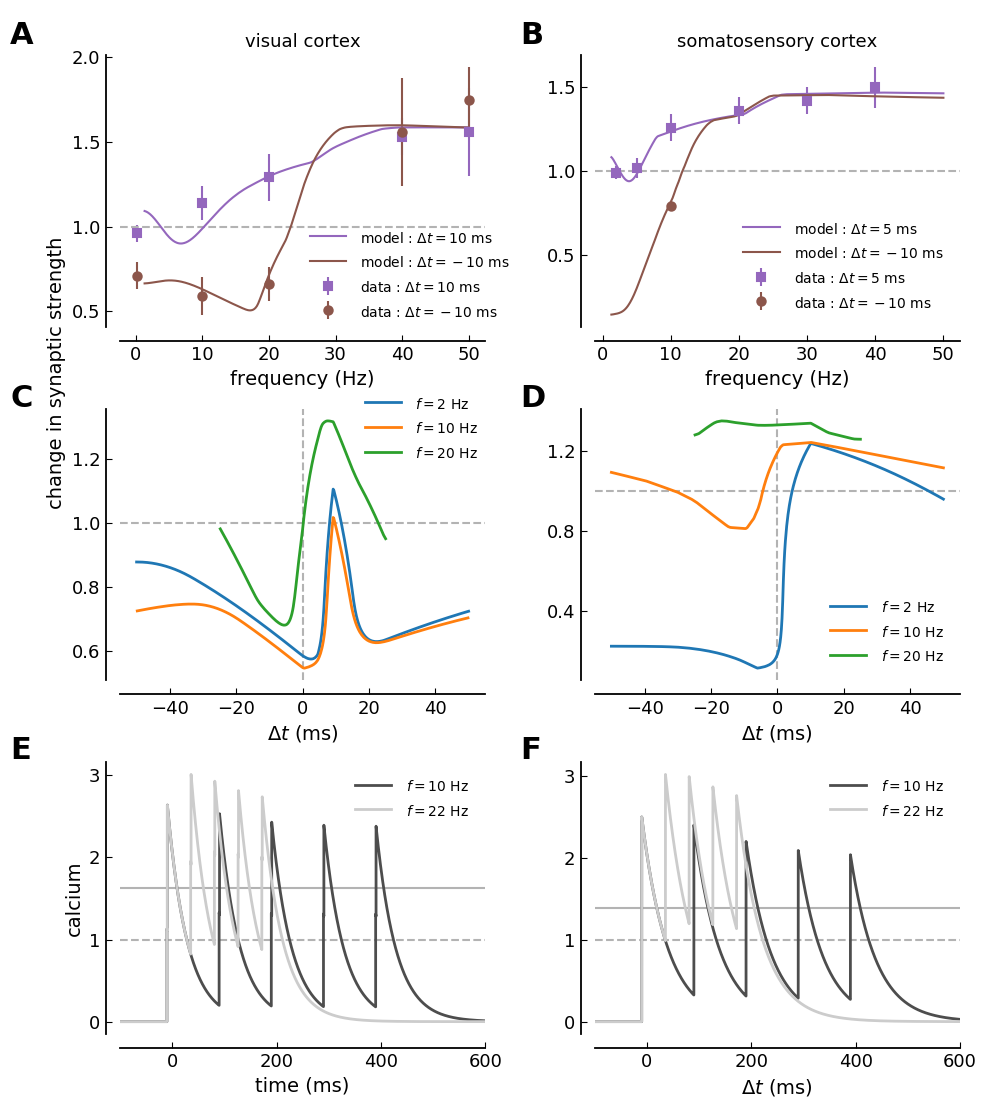 A
visual cortex
B
somatosensory cortex
change in synaptic strength
2.0
1.5
1.0
0.5
model : Δt = 10 ms
model : Δt = −10 ms
data : Δt = 10 ms
data : Δt = −10 ms
0 10 20 30 40 50
frequency (Hz)
1.5
1.0
0.5
model : Δt = 5 ms
model : Δt = −10 ms
data : Δt = 5 ms
data : Δt = −10 ms
0 10 20 30 40 50
frequency (Hz)
C
f = 2 Hz
f = 10 Hz
f = 20 Hz
1.2
1.0
0.8
0.6
−40 −20 0 20 40
Δt (ms)
D
1.2
0.8
0.4
f = 2 Hz
f = 10 Hz
f = 20 Hz
−40 −20 0 20 40
Δt (ms)
E
calcium
3
2
1
0
f = 10 Hz
f = 22 Hz
0 200 400 600
time (ms)
F
3
2
1
0
f = 10 Hz
f = 22 Hz
0 200 400 600
Δt (ms)